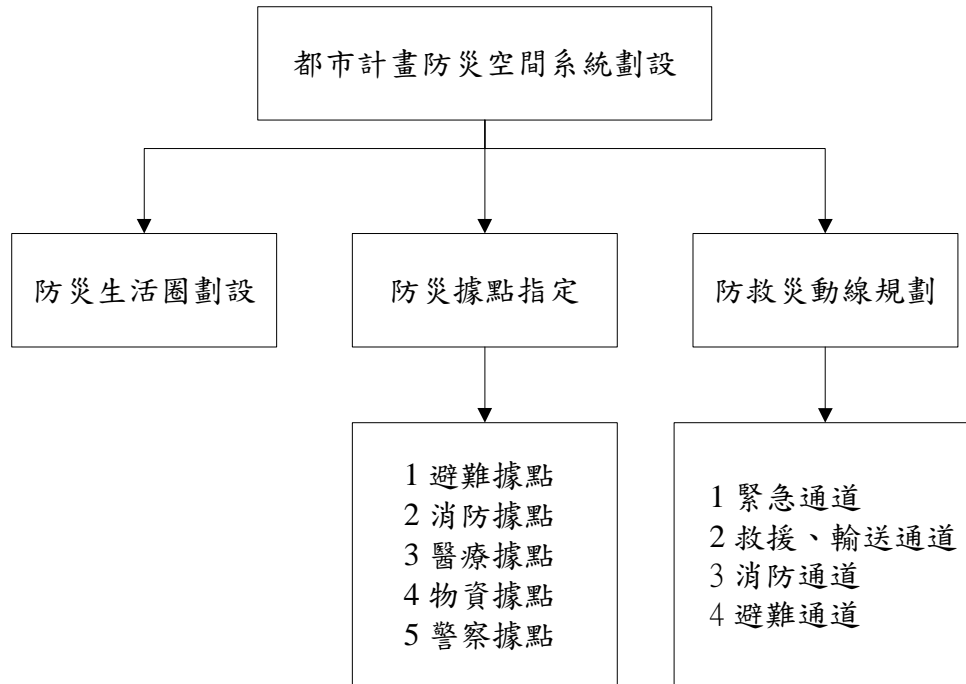 都市計畫防災空間系統劃設
防災生活圈劃設
防災據點指定
防救災動線規劃
1 避難據點
2 消防據點
3 醫療據點
4 物資據點
5 警察據點
1 緊急通道
2 救援、輸送通道
3 消防通道
4 避難通道